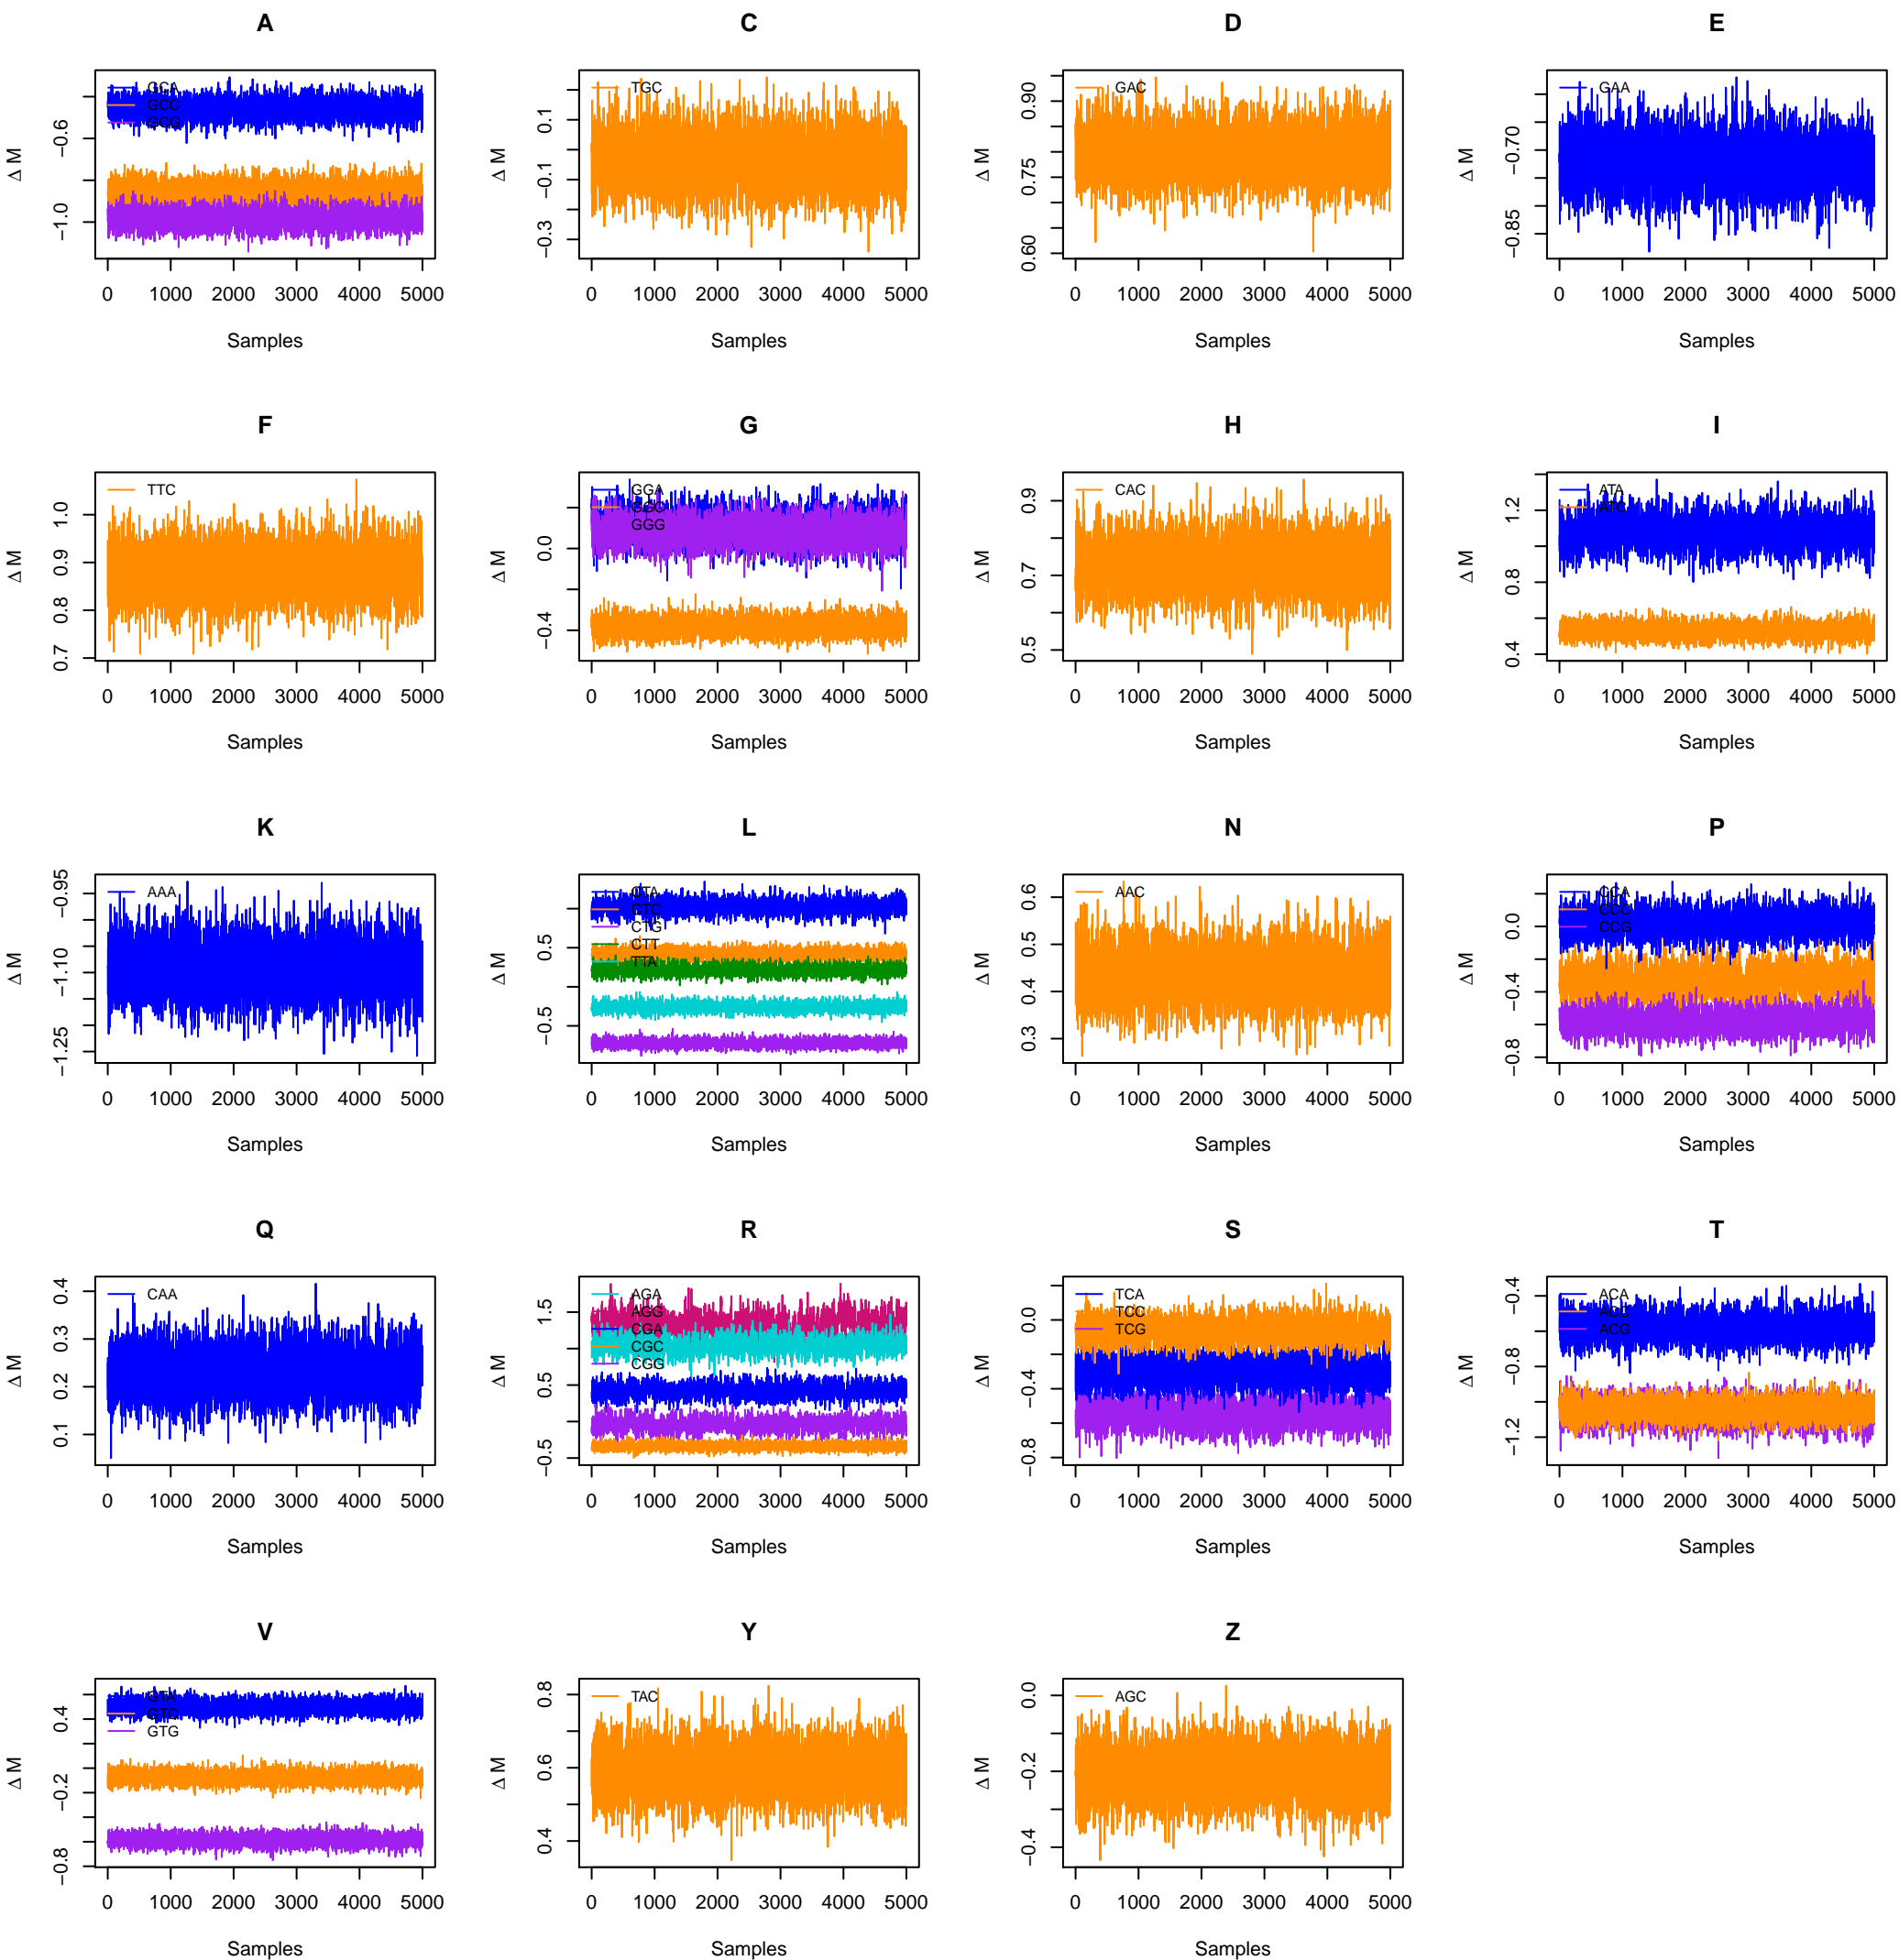 A
C
D
E
GCA
GCC
GCG
TGC
GAC
GAA
Δ M
−0.6
−1.0
Δ M
0.1
−0.1
−0.3
Δ M
0.90
0.75
0.60
Δ M
−0.70
−0.85
0 1000 2000 3000 4000 5000
0 1000 2000 3000 4000 5000
0 1000 2000 3000 4000 5000
0 1000 2000 3000 4000 5000
Samples
Samples
Samples
Samples
F
G
H
I
TTC
GGA
GGC
GGG
CAC
ATA
ATC
Δ M
1.0
0.9
0.8
0.7
Δ M
0.0
−0.4
Δ M
0.9
0.7
0.5
Δ M
1.2
0.8
0.4
0 1000 2000 3000 4000 5000
0 1000 2000 3000 4000 5000
0 1000 2000 3000 4000 5000
0 1000 2000 3000 4000 5000
Samples
Samples
Samples
Samples
K
L
N
P
AAA
CTA
CTC
CTG
CTT
TTA
AAC
CCA
CCC
CCG
Δ M
−0.95
−1.10
−1.25
Δ M
0.5
−0.5
Δ M
0.6
0.5
0.4
0.3
Δ M
0.0
−0.4
−0.8
0 1000 2000 3000 4000 5000
0 1000 2000 3000 4000 5000
0 1000 2000 3000 4000 5000
0 1000 2000 3000 4000 5000
Samples
Samples
Samples
Samples
Q
R
S
T
CAA
AGA
AGG
CGA
CGC
CGG
TCA
TCC
TCG
ACA
ACC
ACG
Δ M
0.4
0.3
0.2
0.1
Δ M
1.5
0.5
−0.5
Δ M
0.0
−0.4
−0.8
Δ M
−0.4
−0.8
−1.2
0 1000 2000 3000 4000 5000
0 1000 2000 3000 4000 5000
0 1000 2000 3000 4000 5000
0 1000 2000 3000 4000 5000
Samples
Samples
Samples
Samples
V
Y
Z
GTA
GTC
GTG
TAC
AGC
Δ M
0.4
−0.2
−0.8
Δ M
0.8
0.6
0.4
Δ M
0.0
−0.2
−0.4
0 1000 2000 3000 4000 5000
0 1000 2000 3000 4000 5000
0 1000 2000 3000 4000 5000
Samples
Samples
Samples